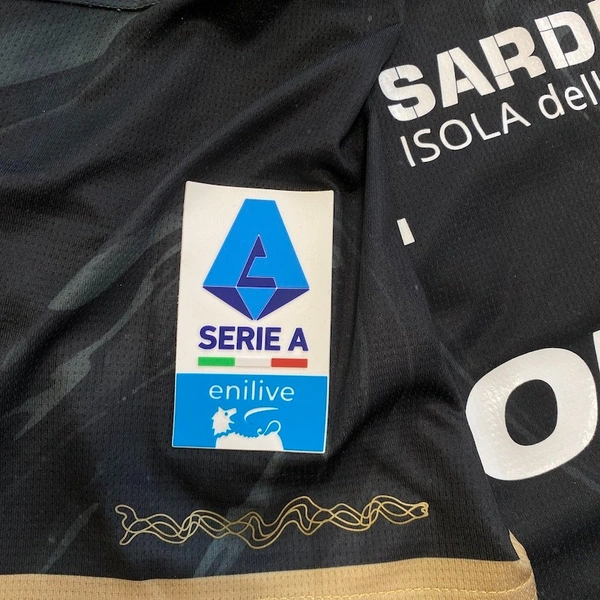 SARD
ISOLA dell
SERIE A
enilive